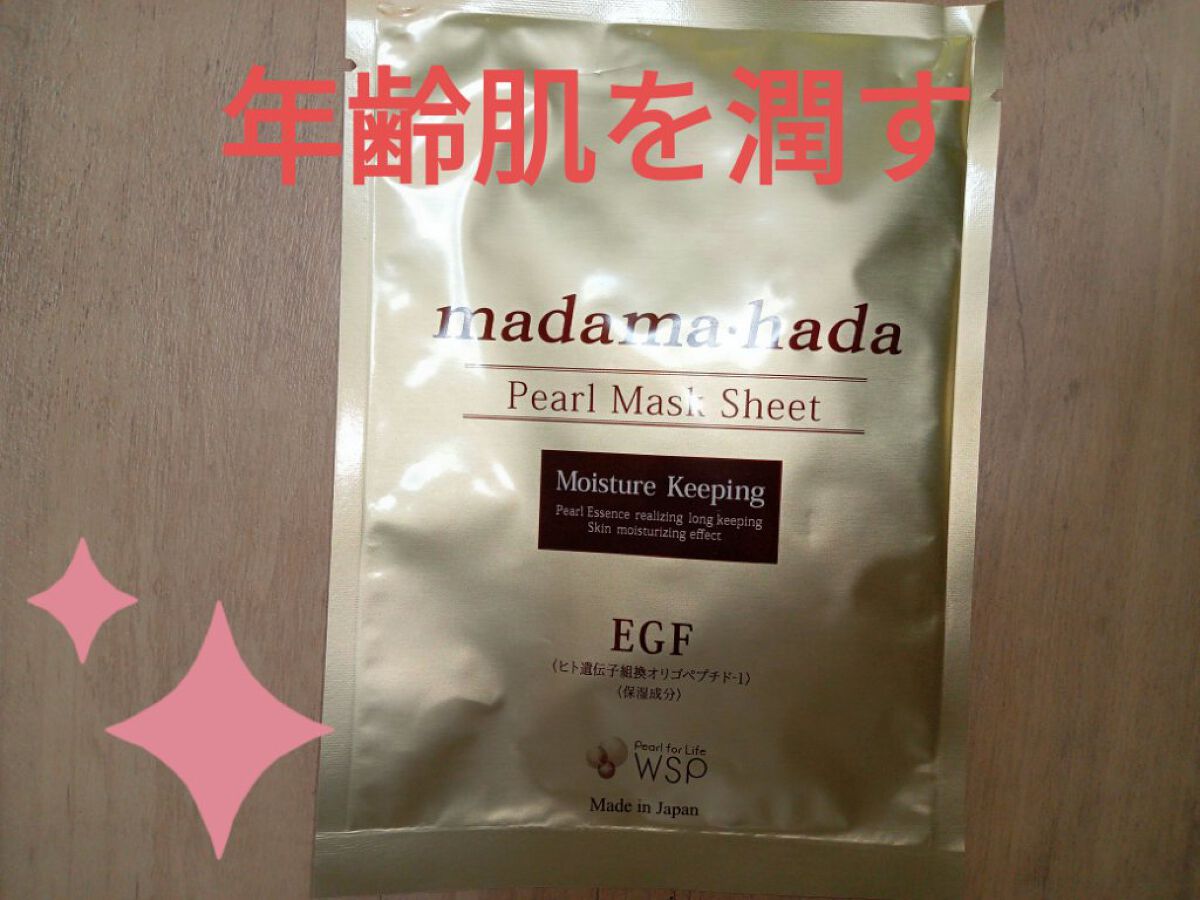 年齢肌を潤す
madama・hada
Pearl Mask Sheet
Moisture Keeping
Pearl Essence realizing long keeping
Skin moisturizing effect
EGF
〈ヒト遺伝子組換オリゴペプチド-1〉
〈保湿成分〉
Pearl for Life
WSP
Made in Japan